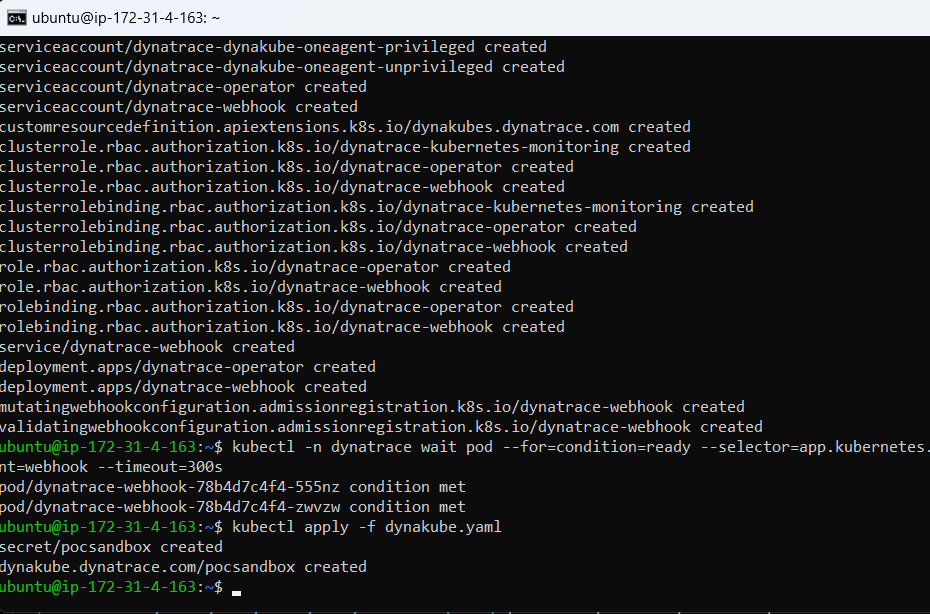 ubuntu@ip-172-31-4-163: ~
serviceaccount/dynatrace-dynakube-oneagent-privileged created
serviceaccount/dynatrace-dynakube-oneagent-unprivileged created
serviceaccount/dynatrace-operator created
serviceaccount/dynatrace-webhook created
customresourcedefinition.apiextensions.k8s.io/dynakubes.dynatrace.com created
clusterrole.rbac.authorization.k8s.io/dynatrace-kubernetes-monitoring created
clusterrole.rbac.authorization.k8s.io/dynatrace-operator created
clusterrole.rbac.authorization.k8s.io/dynatrace-webhook created
clusterrolebinding.rbac.authorization.k8s.io/dynatrace-kubernetes-monitoring created
clusterrolebinding.rbac.authorization.k8s.io/dynatrace-operator created
clusterrolebinding.rbac.authorization.k8s.io/dynatrace-webhook created
role.rbac.authorization.k8s.io/dynatrace-operator created
role.rbac.authorization.k8s.io/dynatrace-webhook created
rolebinding.rbac.authorization.k8s.io/dynatrace-operator created
rolebinding.rbac.authorization.k8s.io/dynatrace-webhook created
service/dynatrace-webhook created
deployment.apps/dynatrace-operator created
deployment.apps/dynatrace-webhook created
mutatingwebhookconfiguration.admissionregistration.k8s.io/dynatrace-webhook created
validatingwebhookconfiguration.admissionregistration.k8s.io/dynatrace-webhook created
ubuntu@ip-172-31-4-163:~$ kubectl -n dynatrace wait pod --for=condition=ready --selector=app.kubernetes.
nt=webhook --timeout=300s
pod/dynatrace-webhook-78b4d7c4f4-555nz condition met
pod/dynatrace-webhook-78b4d7c4f4-zwvzw condition met
ubuntu@ip-172-31-4-163:~$ kubectl apply -f dynakube.yaml
secret/pocsandbox created
dynakube.dynatrace.com/pocsandbox created
ubuntu@ip-172-31-4-163:~$